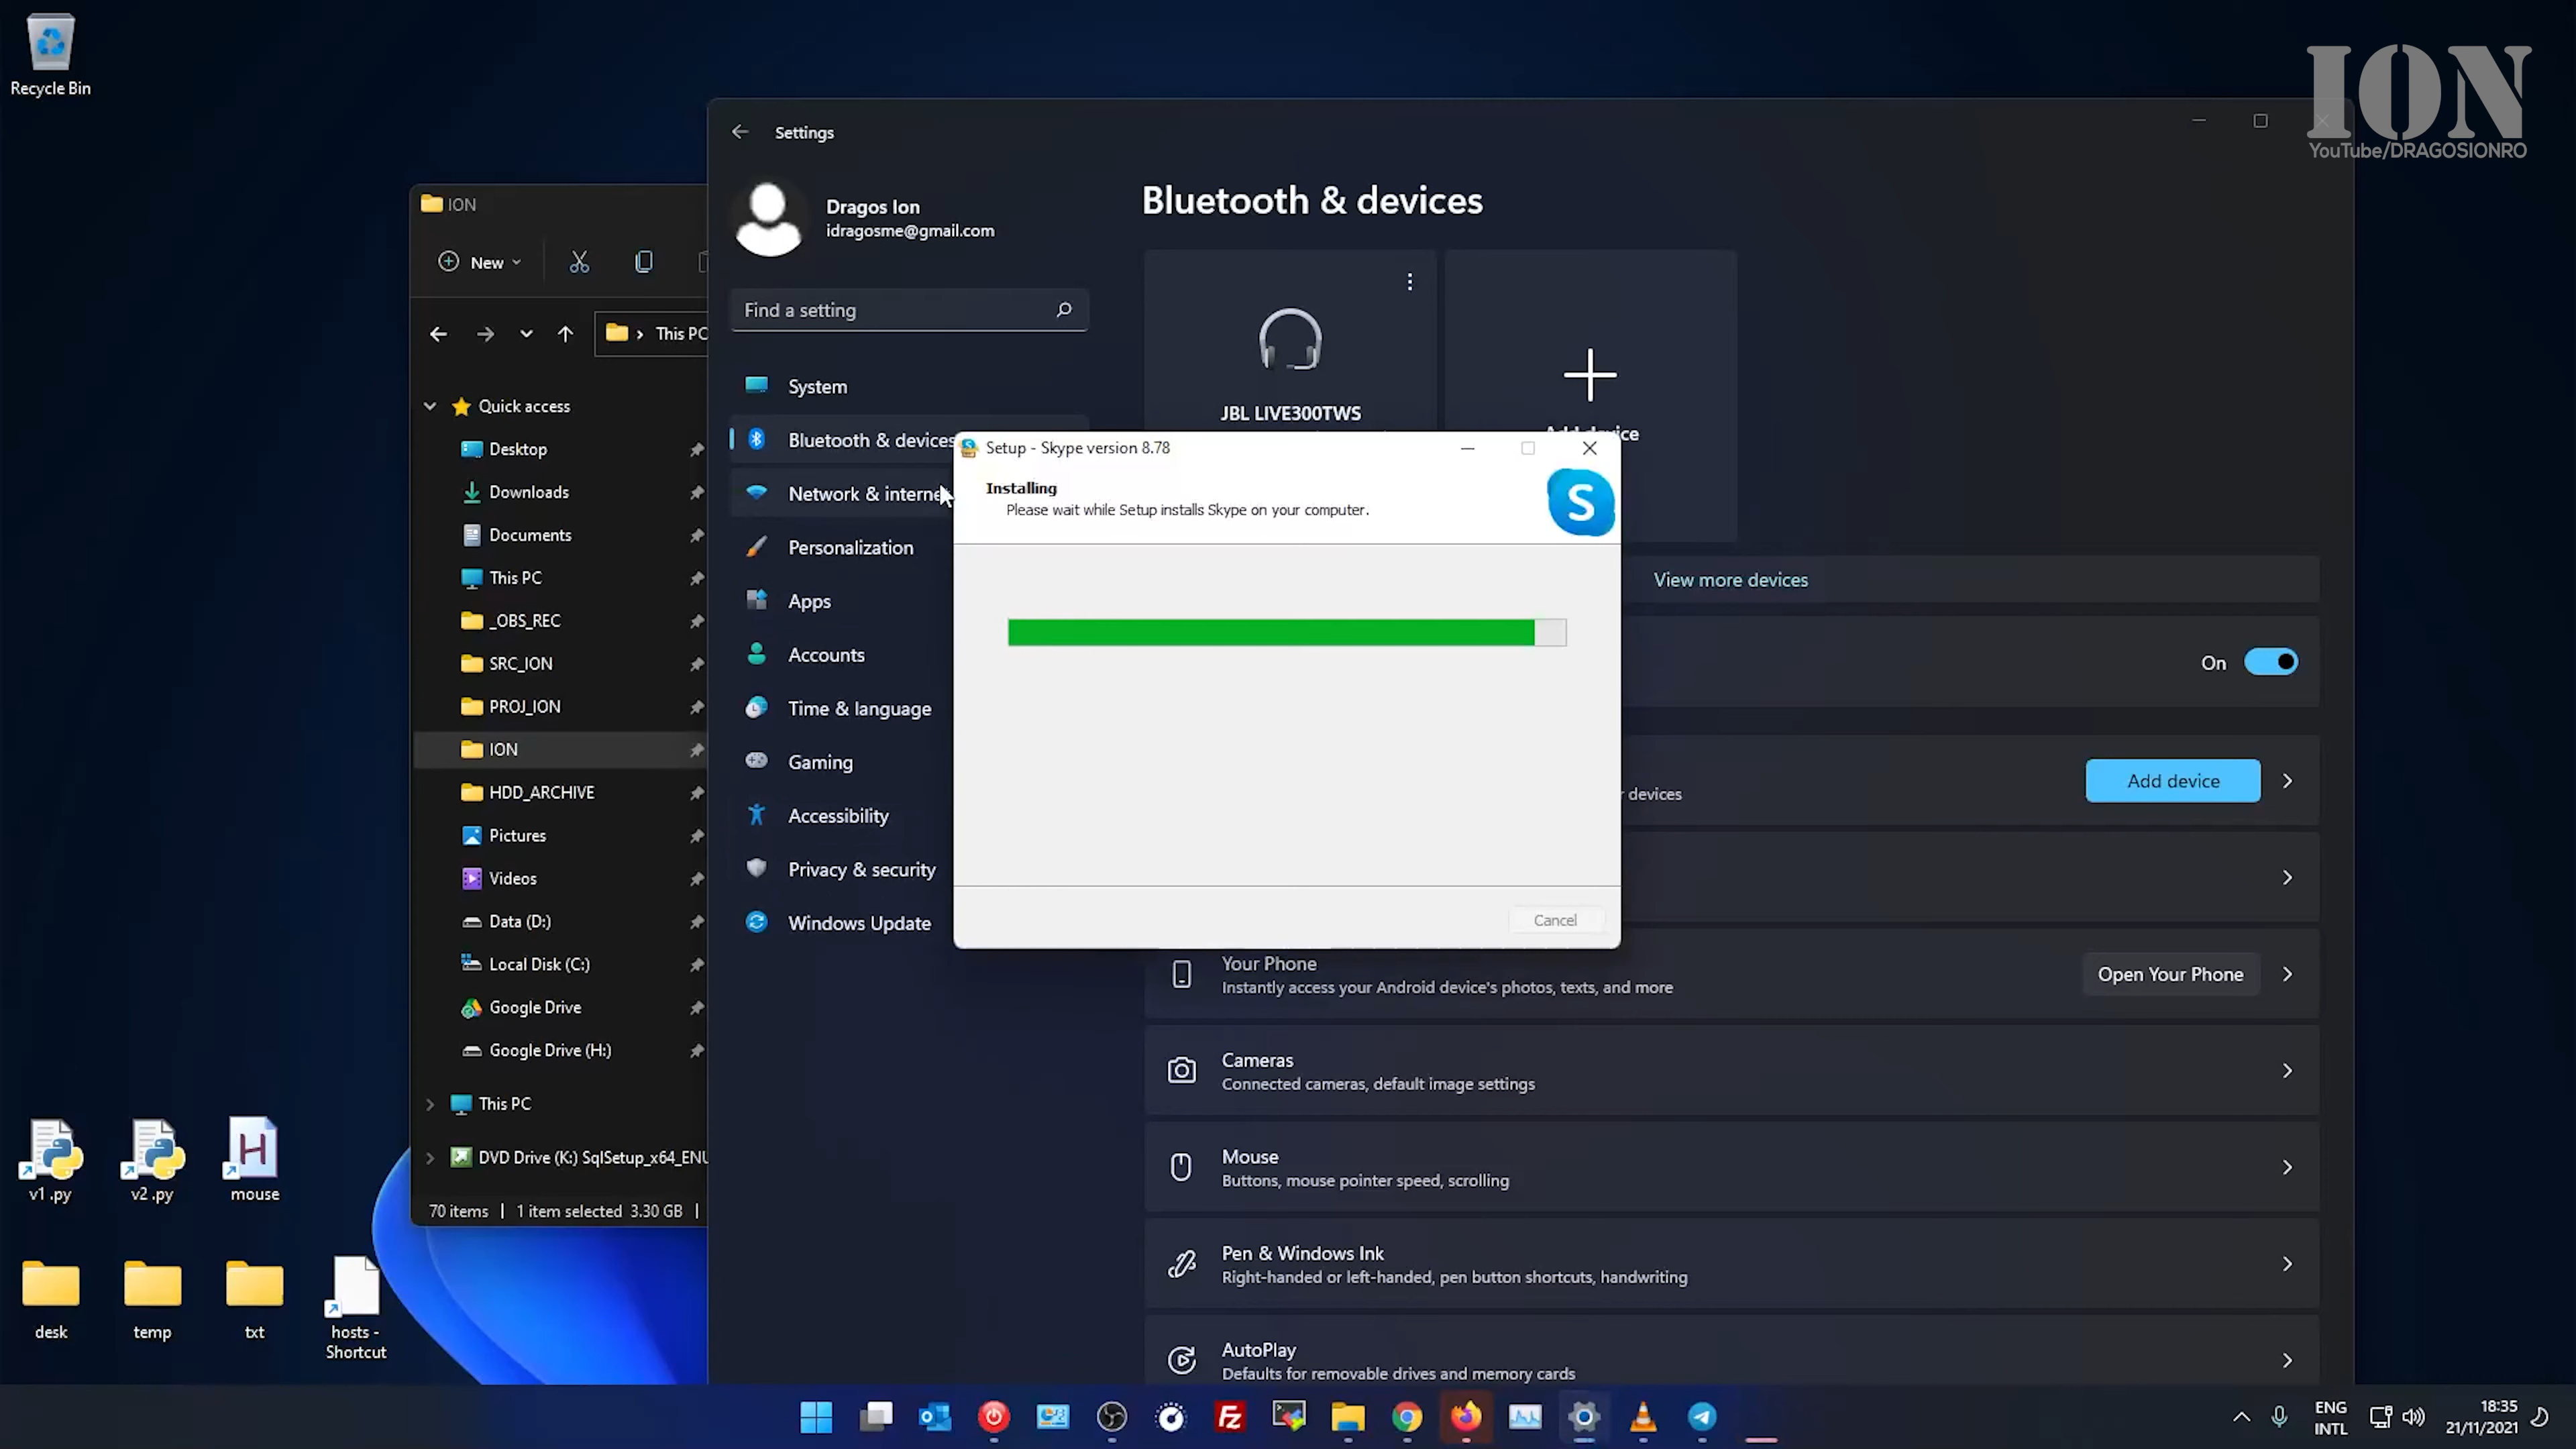 Recycle Bin
ION
YouTube/DRAGOSIONRO
ION
New
This PC
Quick access
Desktop
Downloads
Documents
This PC
_OBS_REC
SRC_ION
PROJ_ION
ION
HDD_ARCHIVE
Pictures
Videos
Data (D:)
Local Disk (C:)
Google Drive
Google Drive (H:)
This PC
DVD Drive (K:) SqlSetup_x64_ENU
70 items
1 item selected 3.30 GB
Settings
Dragos Ion
idragosme@gmail.com
Find a setting
System
Bluetooth & devices
Network & interne
Personalization
Apps
Accounts
Time & language
Gaming
Accessibility
Privacy & security
Windows Update
Bluetooth & devices
JBL LIVE300TWS
Add device
View more devices
On
devices
Add device
Your Phone
Instantly access your Android device's photos, texts, and more
Open Your Phone
Cameras
Connected cameras, default image settings
Mouse
Buttons, mouse pointer speed, scrolling
Pen & Windows Ink
Right-handed or left-handed, pen button shortcuts, handwriting
AutoPlay
Defaults for removable drives and memory cards
Setup - Skype version 8.78
Installing
Please wait while Setup installs Skype on your computer.
S
Cancel
v1 .py
v2 .py
H
mouse
desk
temp
txt
hosts -
Shortcut
Fz
ENG
INTL
18:35
21/11/2021